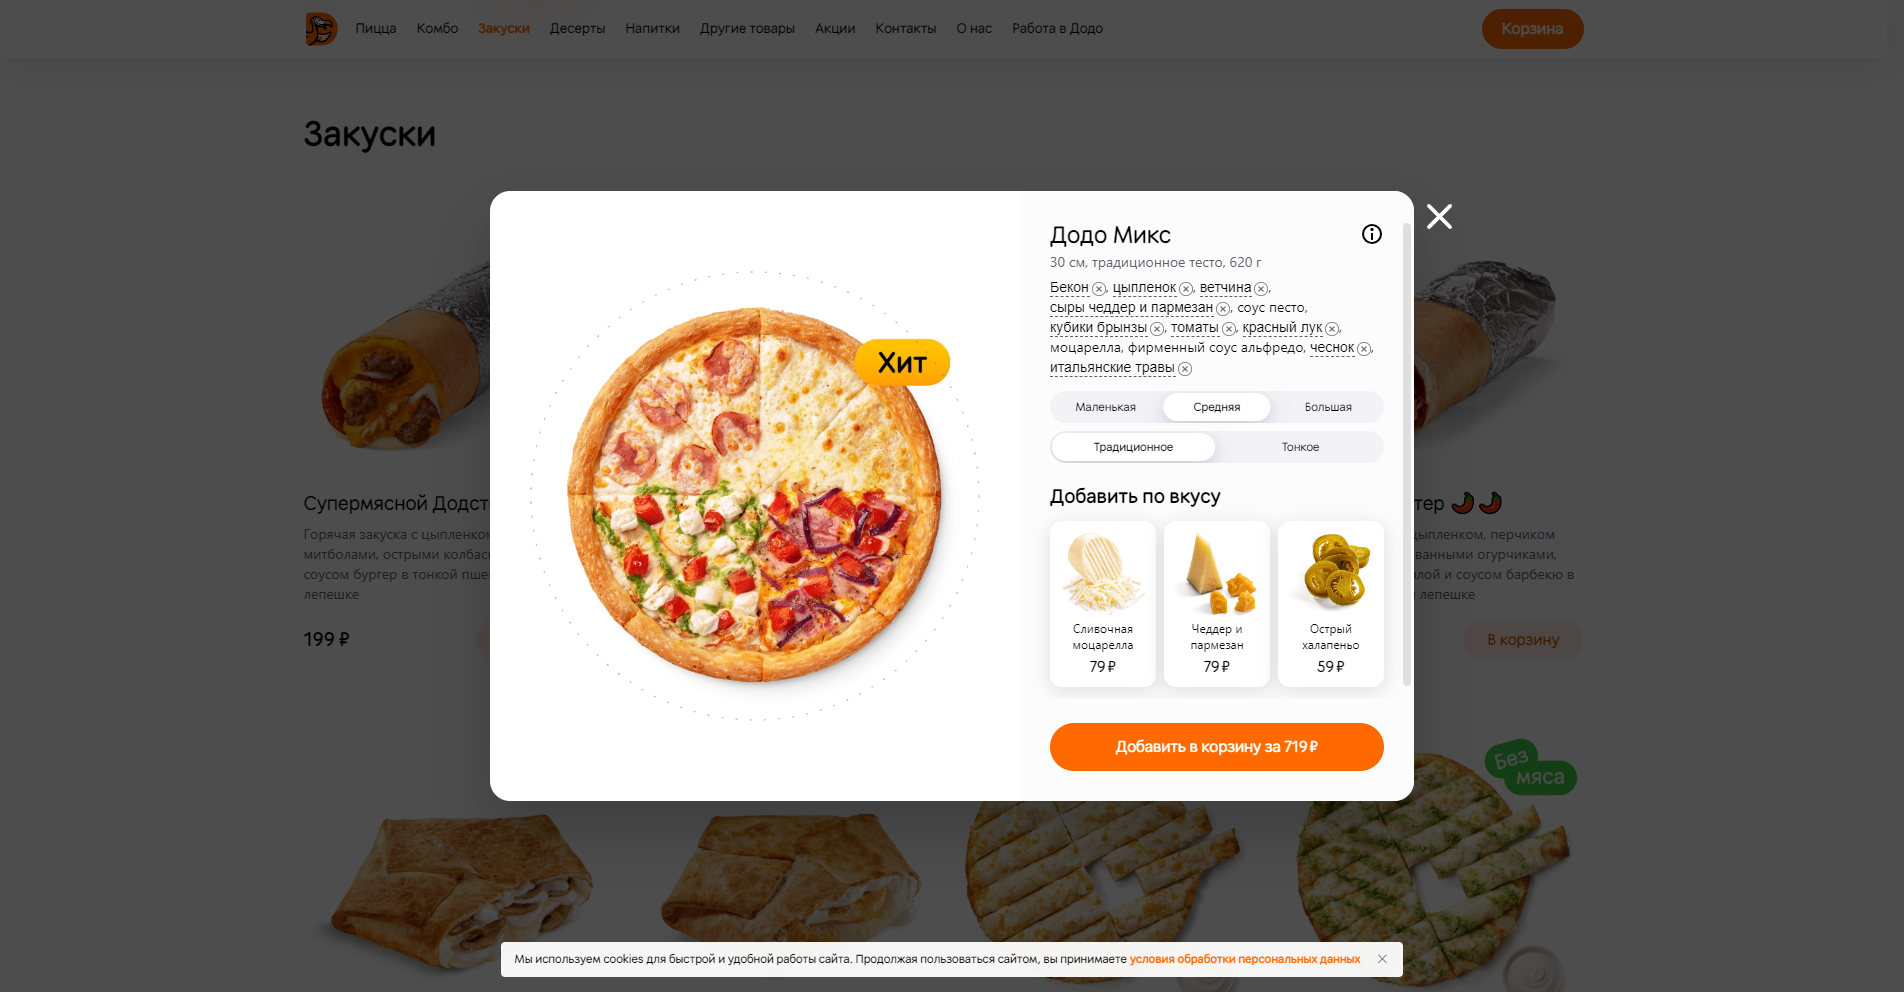 Пицца Комбо Закуски Десерты Напитки Другие товары Акции Контакты О нас Работа в Додо
Корзина
Закуски
Супермясной Додст
Горячая закуска с цыпленком
митболами, острыми колбас
соусом бургер в тонкой пше
лепешке
199 ₽
Хит
Додо Микс
30 см, традиционное тесто, 620 г
Бекон, цыпленок, ветчина,
сыры чеддер и пармезан, соус песто,
кубики брынзы, томаты, красный лук,
моцарелла, фирменный соус альфредо, чеснок,
итальянские травы
Маленькая Средняя Большая
Традиционное Тонкое
Добавить по вкусу
Сливочная
моцарелла
79 ₽
Чеддер и
пармезан
79 ₽
Острый
халапеньо
59 ₽
Добавить в корзину за 719 ₽
тер
цыпленком, перчиком
ванными огурчиками,
лой и соусом барбекю в
лепешке
В корзину
Без
мяса
Мы используем cookies для быстрой и удобной работы сайта. Продолжая пользоваться сайтом, вы принимаете условия обработки персональных данных